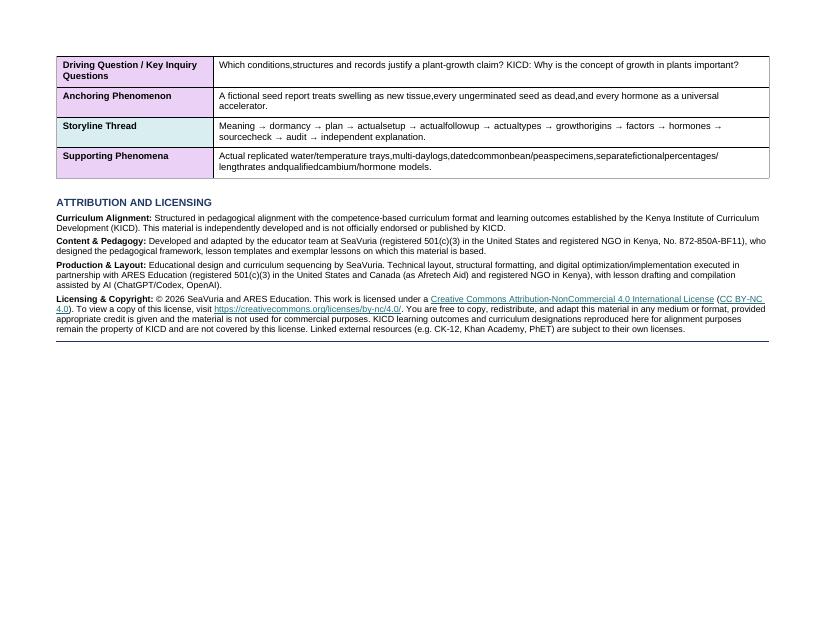 Driving Question / Key Inquiry Questions
Which conditions,structures and records justify a plant-growth claim? KICD: Why is the concept of growth in plants important?
Anchoring Phenomenon
A fictional seed report treats swelling as new tissue,every ungerminated seed as dead,and every hormone as a universal
accelerator.
Storyline Thread
Meaning → dormancy → plan → actualsetup → actualfollowup → actualtypes → growthorigins → factors → hormones →
sourcecheck → audit → independent explanation.
Supporting Phenomena
Actual replicated water/temperature trays,multi-daylogs,datedcommonbean/peaspecimens,separatefictionalpercentages/
lengthrates andqualifiedcambium/hormone models.
ATTRIBUTION AND LICENSING
Curriculum Alignment: Structured in pedagogical alignment with the competence-based curriculum format and learning outcomes established by the Kenya Institute of Curriculum
Development (KICD). This material is independently developed and is not officially endorsed or published by KICD.
Content & Pedagogy: Developed and adapted by the educator team at SeaVuria (registered 501(c)(3) in the United States and registered NGO in Kenya, No. 872-850A-BF11), who
designed the pedagogical framework, lesson templates and exemplar lessons on which this material is based.
Production & Layout: Educational design and curriculum sequencing by SeaVuria. Technical layout, structural formatting, and digital optimization/implementation executed in
partnership with ARES Education (registered 501(c)(3) in the United States and Canada (as Afretech Aid) and registered NGO in Kenya), with lesson drafting and compilation
assisted by AI (ChatGPT/Codex, OpenAI).
Licensing & Copyright: © 2026 SeaVuria and ARES Education. This work is licensed under a Creative Commons Attribution-NonCommercial 4.0 International License (CC BY-NC
4.0). To view a copy of this license, visit https://creativecommons.org/licenses/by-nc/4.0/. You are free to copy, redistribute, and adapt this material in any medium or format, provided
appropriate credit is given and the material is not used for commercial purposes. KICD learning outcomes and curriculum designations reproduced here for alignment purposes
remain the property of KICD and are not covered by this license. Linked external resources (e.g. CK-12, Khan Academy, PhET) are subject to their own licenses.